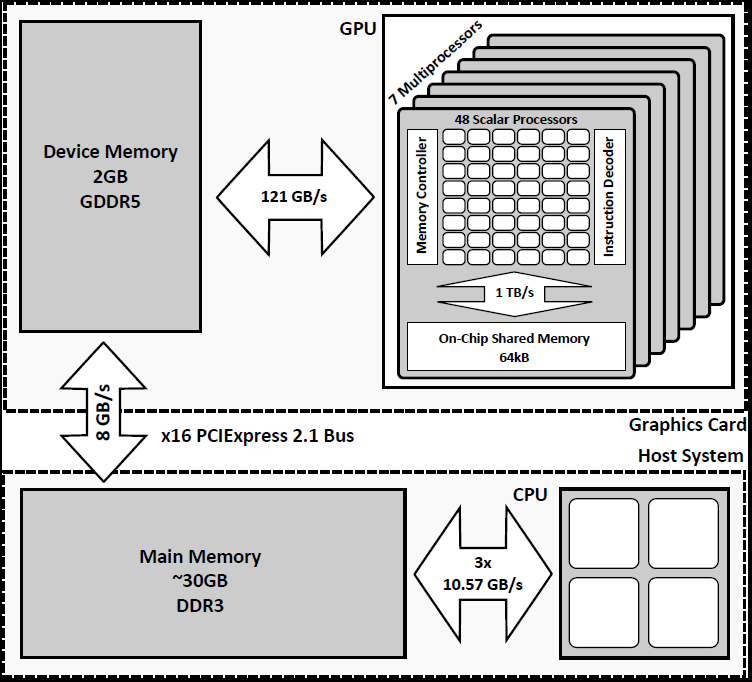 GPU
7 Multiprocessors
48 Scalar Processors
Memory Controller
Instruction Decoder
1 TB/s
On-Chip Shared Memory
64kB
Device Memory
2GB
GDDR5
121 GB/s
8 GB/s
x16 PCIExpress 2.1 Bus
Graphics Card
Host System
CPU
Main Memory
~30GB
DDR3
3x
10.57 GB/s